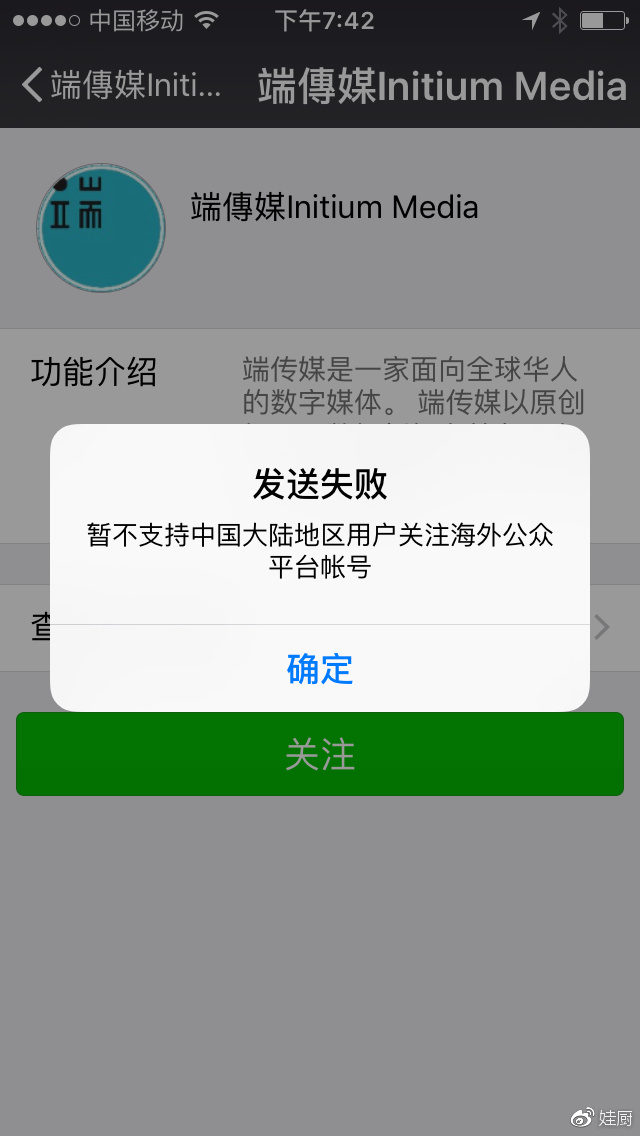 中国移动 下午7:42
端傳媒Initi... 端傳媒Initium Media
端
端傳媒Initium Media
功能介绍
端传媒是一家面向全球华人
的数字媒体。 端传媒以原创
发送失败
暂不支持中国大陆地区用户关注海外公众
平台帐号
查
确定
关注
娃厨